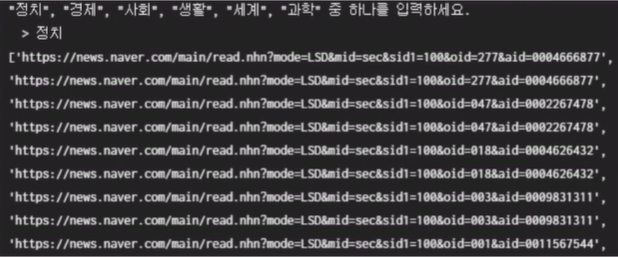 "정치", "경제", "사회", "생활", "세계", "과학" 중 하나를 입력하세요.
> 정치
['https://news.naver.com/main/read.nhn?mode=LSD&mid=sec&sid1=100&oid=277&aid=0004666877',
'https://news.naver.com/main/read.nhn?mode=LSD&mid=sec&sid1=100&oid=277&aid=0004666877',
'https://news.naver.com/main/read.nhn?mode=LSD&mid=sec&sid1=100&oid=047&aid=0002267478',
'https://news.naver.com/main/read.nhn?mode=LSD&mid=sec&sid1=100&oid=047&aid=0002267478',
'https://news.naver.com/main/read.nhn?mode=LSD&mid=sec&sid1=100&oid=018&aid=0004626432',
'https://news.naver.com/main/read.nhn?mode=LSD&mid=sec&sid1=100&oid=018&aid=0004626432',
'https://news.naver.com/main/read.nhn?mode=LSD&mid=sec&sid1=100&oid=003&aid=0009831311',
'https://news.naver.com/main/read.nhn?mode=LSD&mid=sec&sid1=100&oid=003&aid=0009831311',
'https://news.naver.com/main/read.nhn?mode=LSD&mid=sec&sid1=100&oid=001&aid=0011567544',